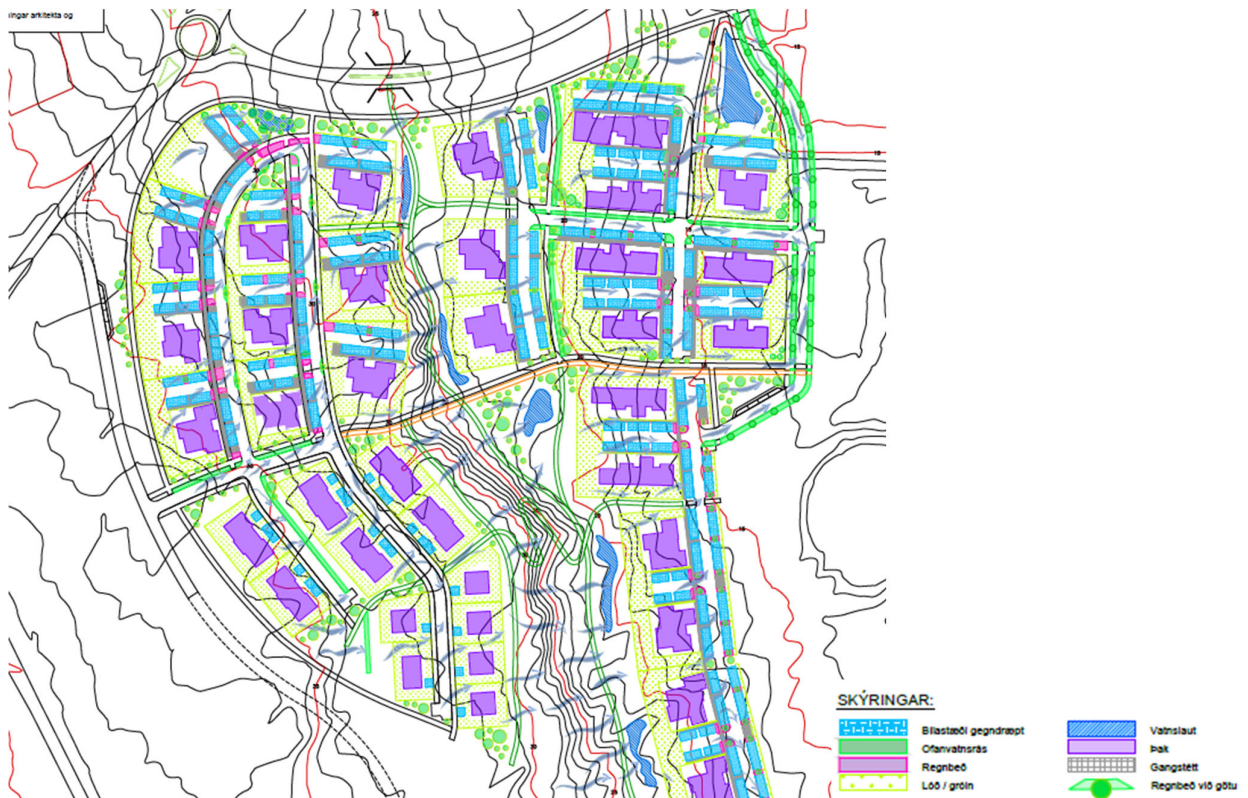 ingar arkitekta og
SKÝRINGAR:
Bílastæði gegndræpt
Ofanvatnsrás
Regnbeð
Lóð / gróin
Vatnslaut
Þak
Gangstétt
Regnbeð við götu